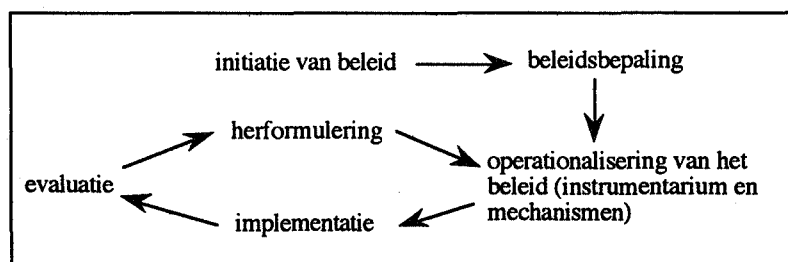 initiatie van beleid
beleidsbepaling
herformulering
operationalisering van het
beleid (instrumentarium en
mechanismen)
evaluatie
implementatie